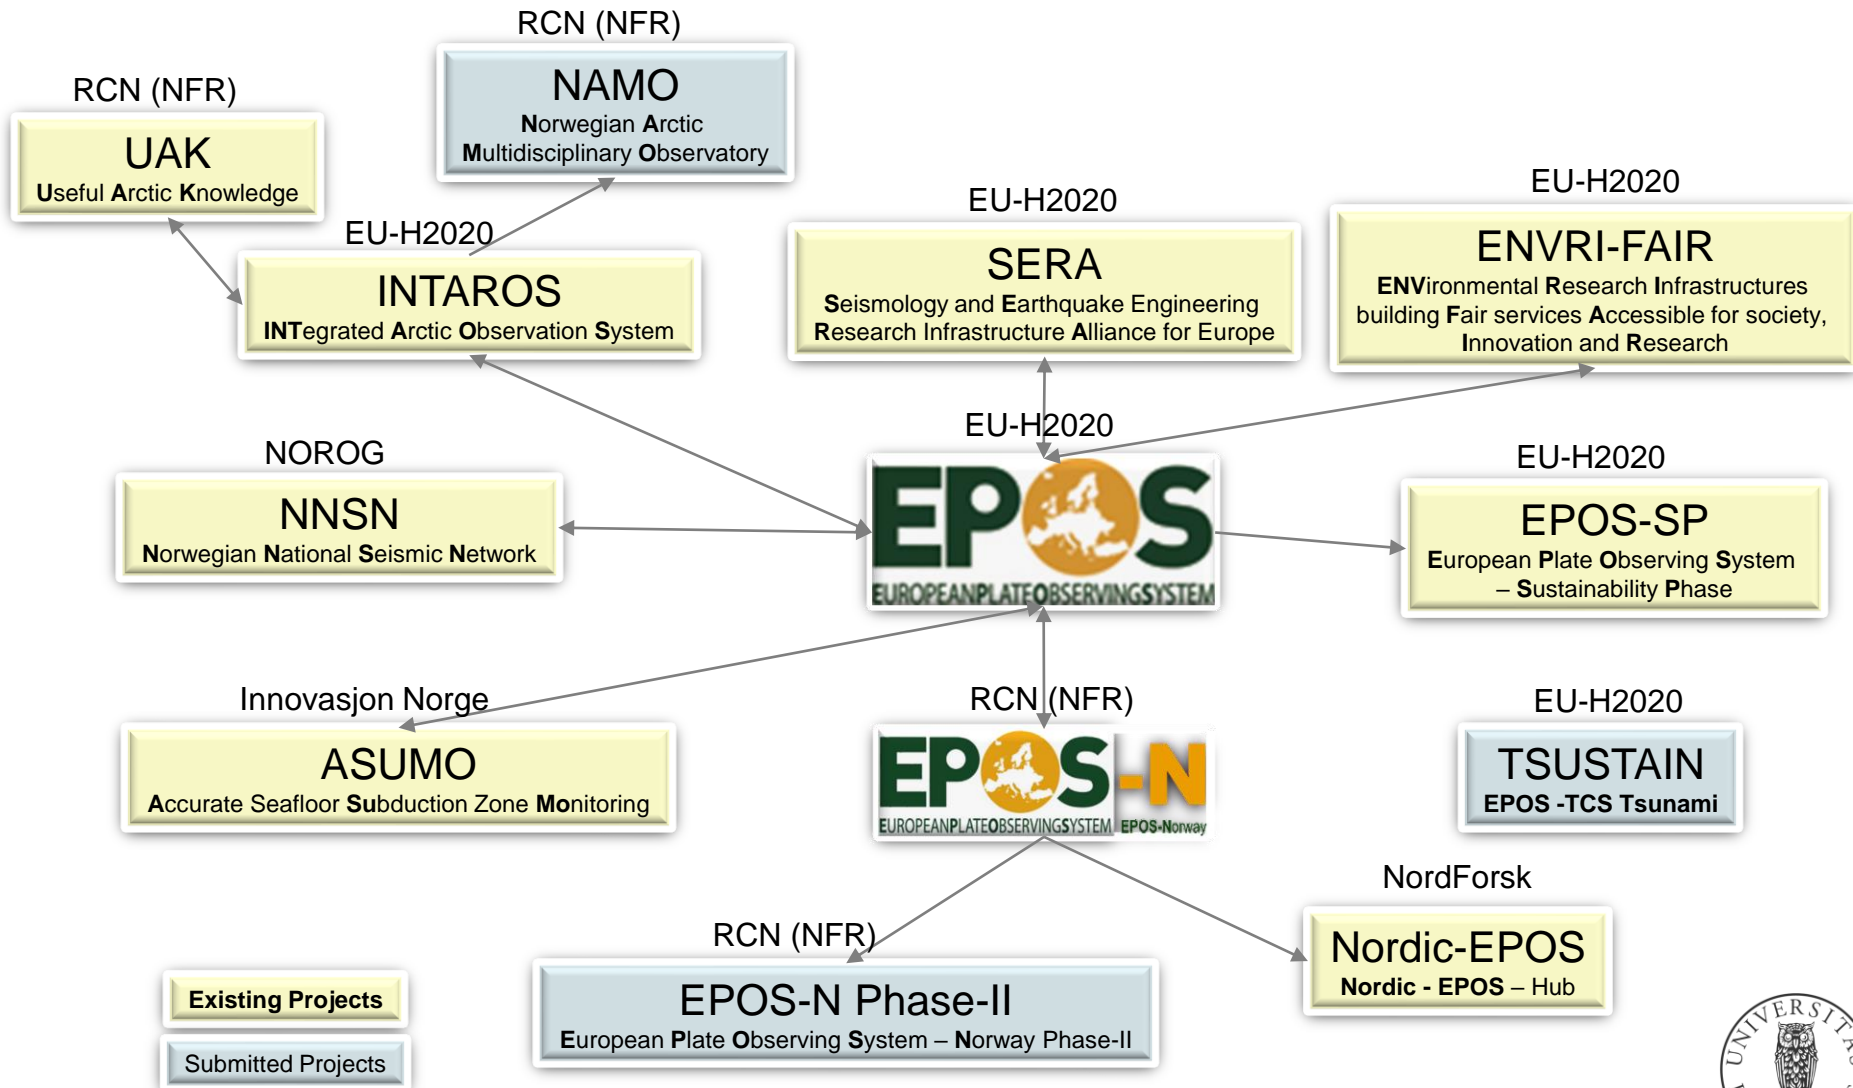 RCN (NFR)
NAMO
Norwegian Arctic
Multidisciplinary Observatory
RCN (NFR)
UAK
Useful Arctic Knowledge
EU-H2020
INTAROS
INTegrated Arctic Observation System
EU-H2020
SERA
Seismology and Earthquake Engineering
Research Infrastructure Alliance for Europe
EU-H2020
ENVRI-FAIR
ENVironmental Research Infrastructures
building Fair services Accessible for society,
Innovation and Research
NOROG
NNSN
Norwegian National Seismic Network
EU-H2020
EPOS
EUROPEANPLATEOBSERVINGSYSTEM
EU-H2020
EPOS-SP
European Plate Observing System
– Sustainability Phase
Innovasjon Norge
ASUMO
Accurate Seafloor Subduction Zone Monitoring
RCN (NFR)
EPOS-N
EUROPEANPLATEOBSERVINGSYSTEM EPOS-Norway
EU-H2020
TSUSTAIN
EPOS -TCS Tsunami
NordForsk
Nordic-EPOS
Nordic - EPOS – Hub
RCN (NFR)
EPOS-N Phase-II
European Plate Observing System – Norway Phase-II
Existing Projects
Submitted Projects